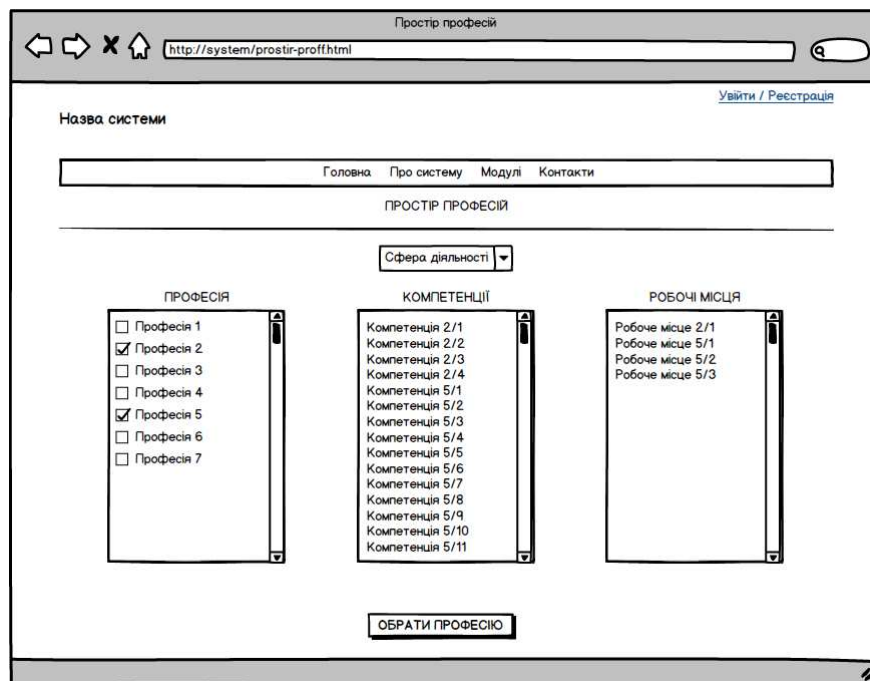 Простір професій
http://system/prostir-proff.html
Увійти / Реєстрація
Назва системи
Головна Про систему Модулі Контакти
ПРОСТІР ПРОФЕСІЙ
Сфера діяльності
ПРОФЕСІЯ
Професія 1
Професія 2
Професія 3
Професія 4
Професія 5
Професія 6
Професія 7
КОМПЕТЕНЦІЇ
Компетенція 2/1
Компетенція 2/2
Компетенція 2/3
Компетенція 2/4
Компетенція 5/1
Компетенція 5/2
Компетенція 5/3
Компетенція 5/4
Компетенція 5/5
Компетенція 5/6
Компетенція 5/7
Компетенція 5/8
Компетенція 5/9
Компетенція 5/10
Компетенція 5/11
РОБОЧІ МІСЦЯ
Робоче місце 2/1
Робоче місце 5/1
Робоче місце 5/2
Робоче місце 5/3
ОБРАТИ ПРОФЕСІЮ